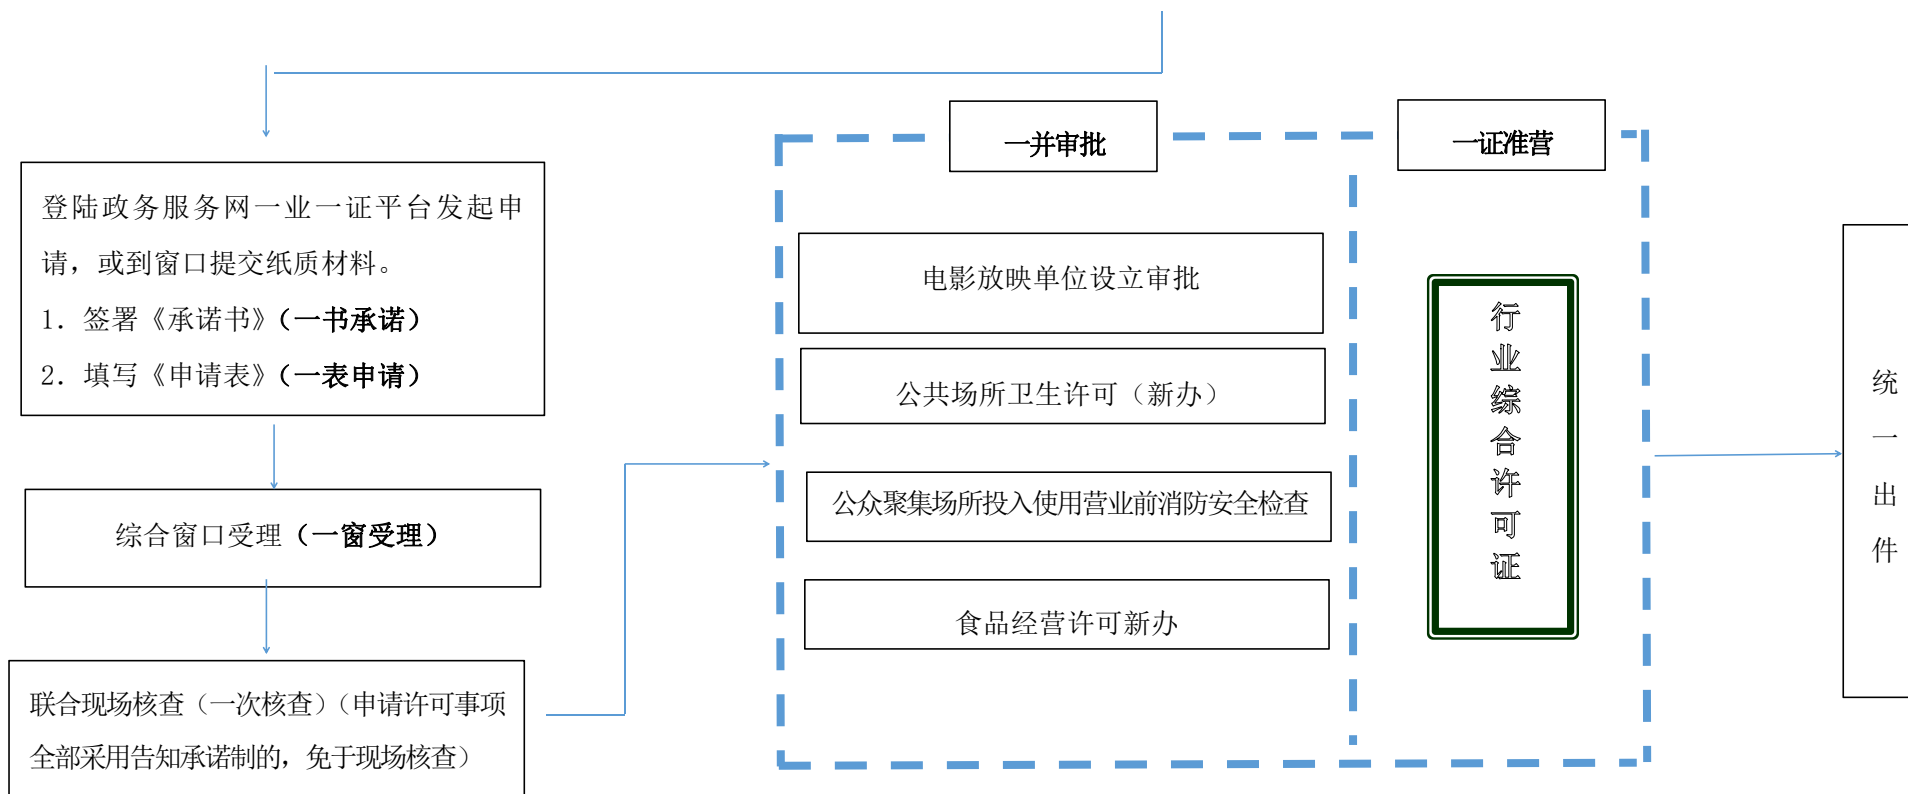 登陆政务服务网一业一证平台发起申
请，或到窗口提交纸质材料。
1．签署《承诺书》（一书承诺）
2．填写《申请表》（一表申请）
综合窗口受理（一窗受理）
联合现场核查（一次核查）（申请许可事项
全部采用告知承诺制的，免于现场核查）
一并审批
电影放映单位设立审批
公共场所卫生许可（新办）
公众聚集场所投入使用营业前消防安全检查
食品经营许可新办
一证准营
行
业
综
合
许
可
证
统
一
出
件